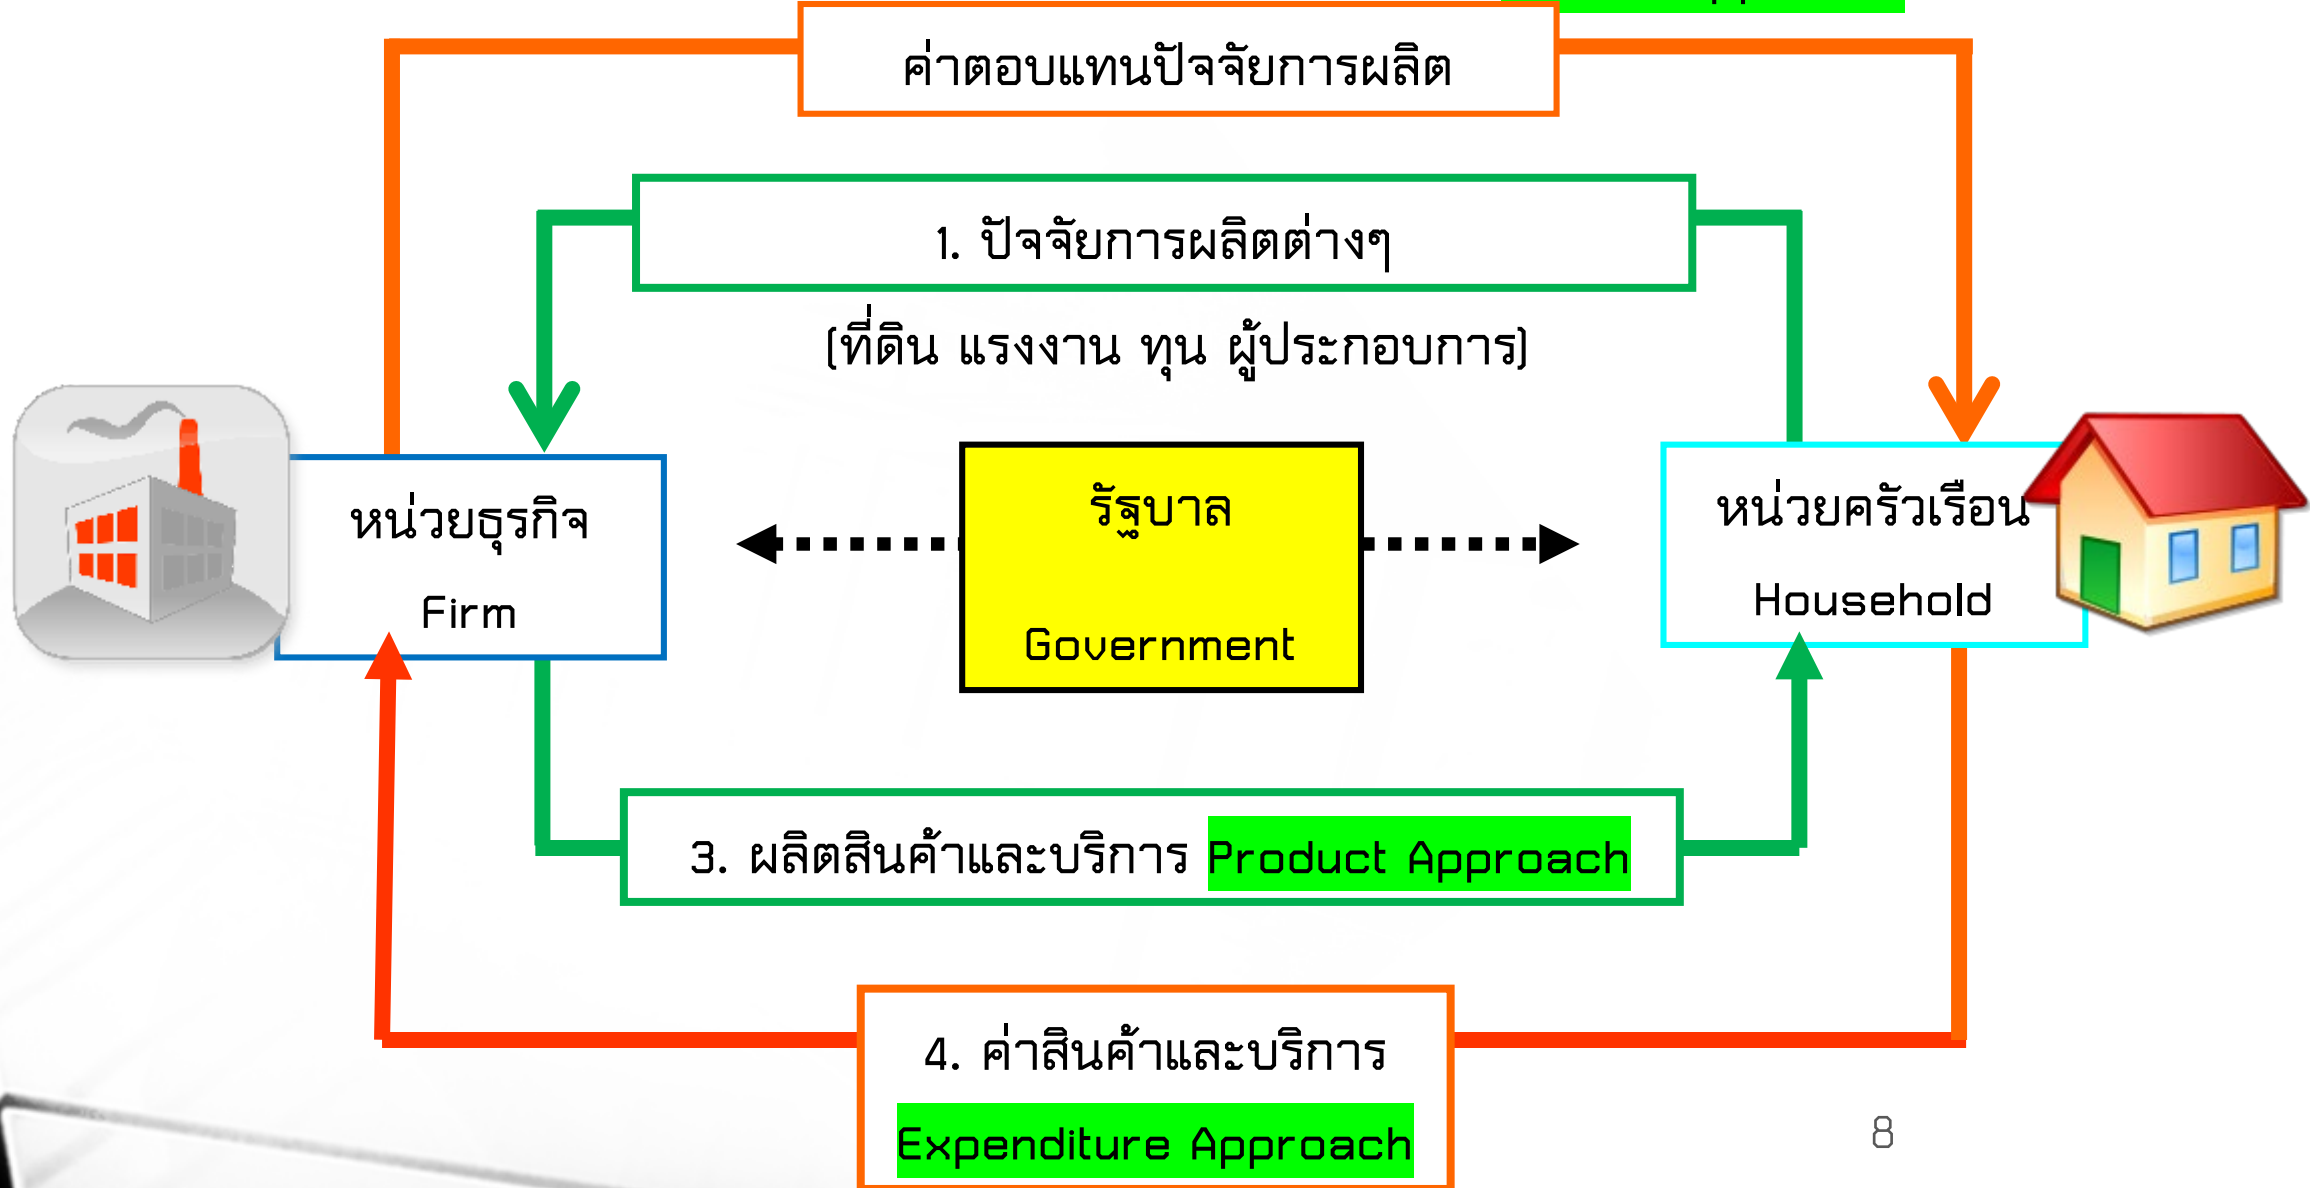 ค่าตอบแทนปัจจัยการผลิต
1. ปัจจัยการผลิตต่างๆ
(ที่ดิน แรงงาน ทุน ผู้ประกอบการ)
หน่วยธุรกิจ
Firm
รัฐบาล
Government
หน่วยครัวเรือน
Household
3. ผลิตสินค้าและบริการ Product Approach
4. ค่าสินค้าและบริการ
Expenditure Approach
8